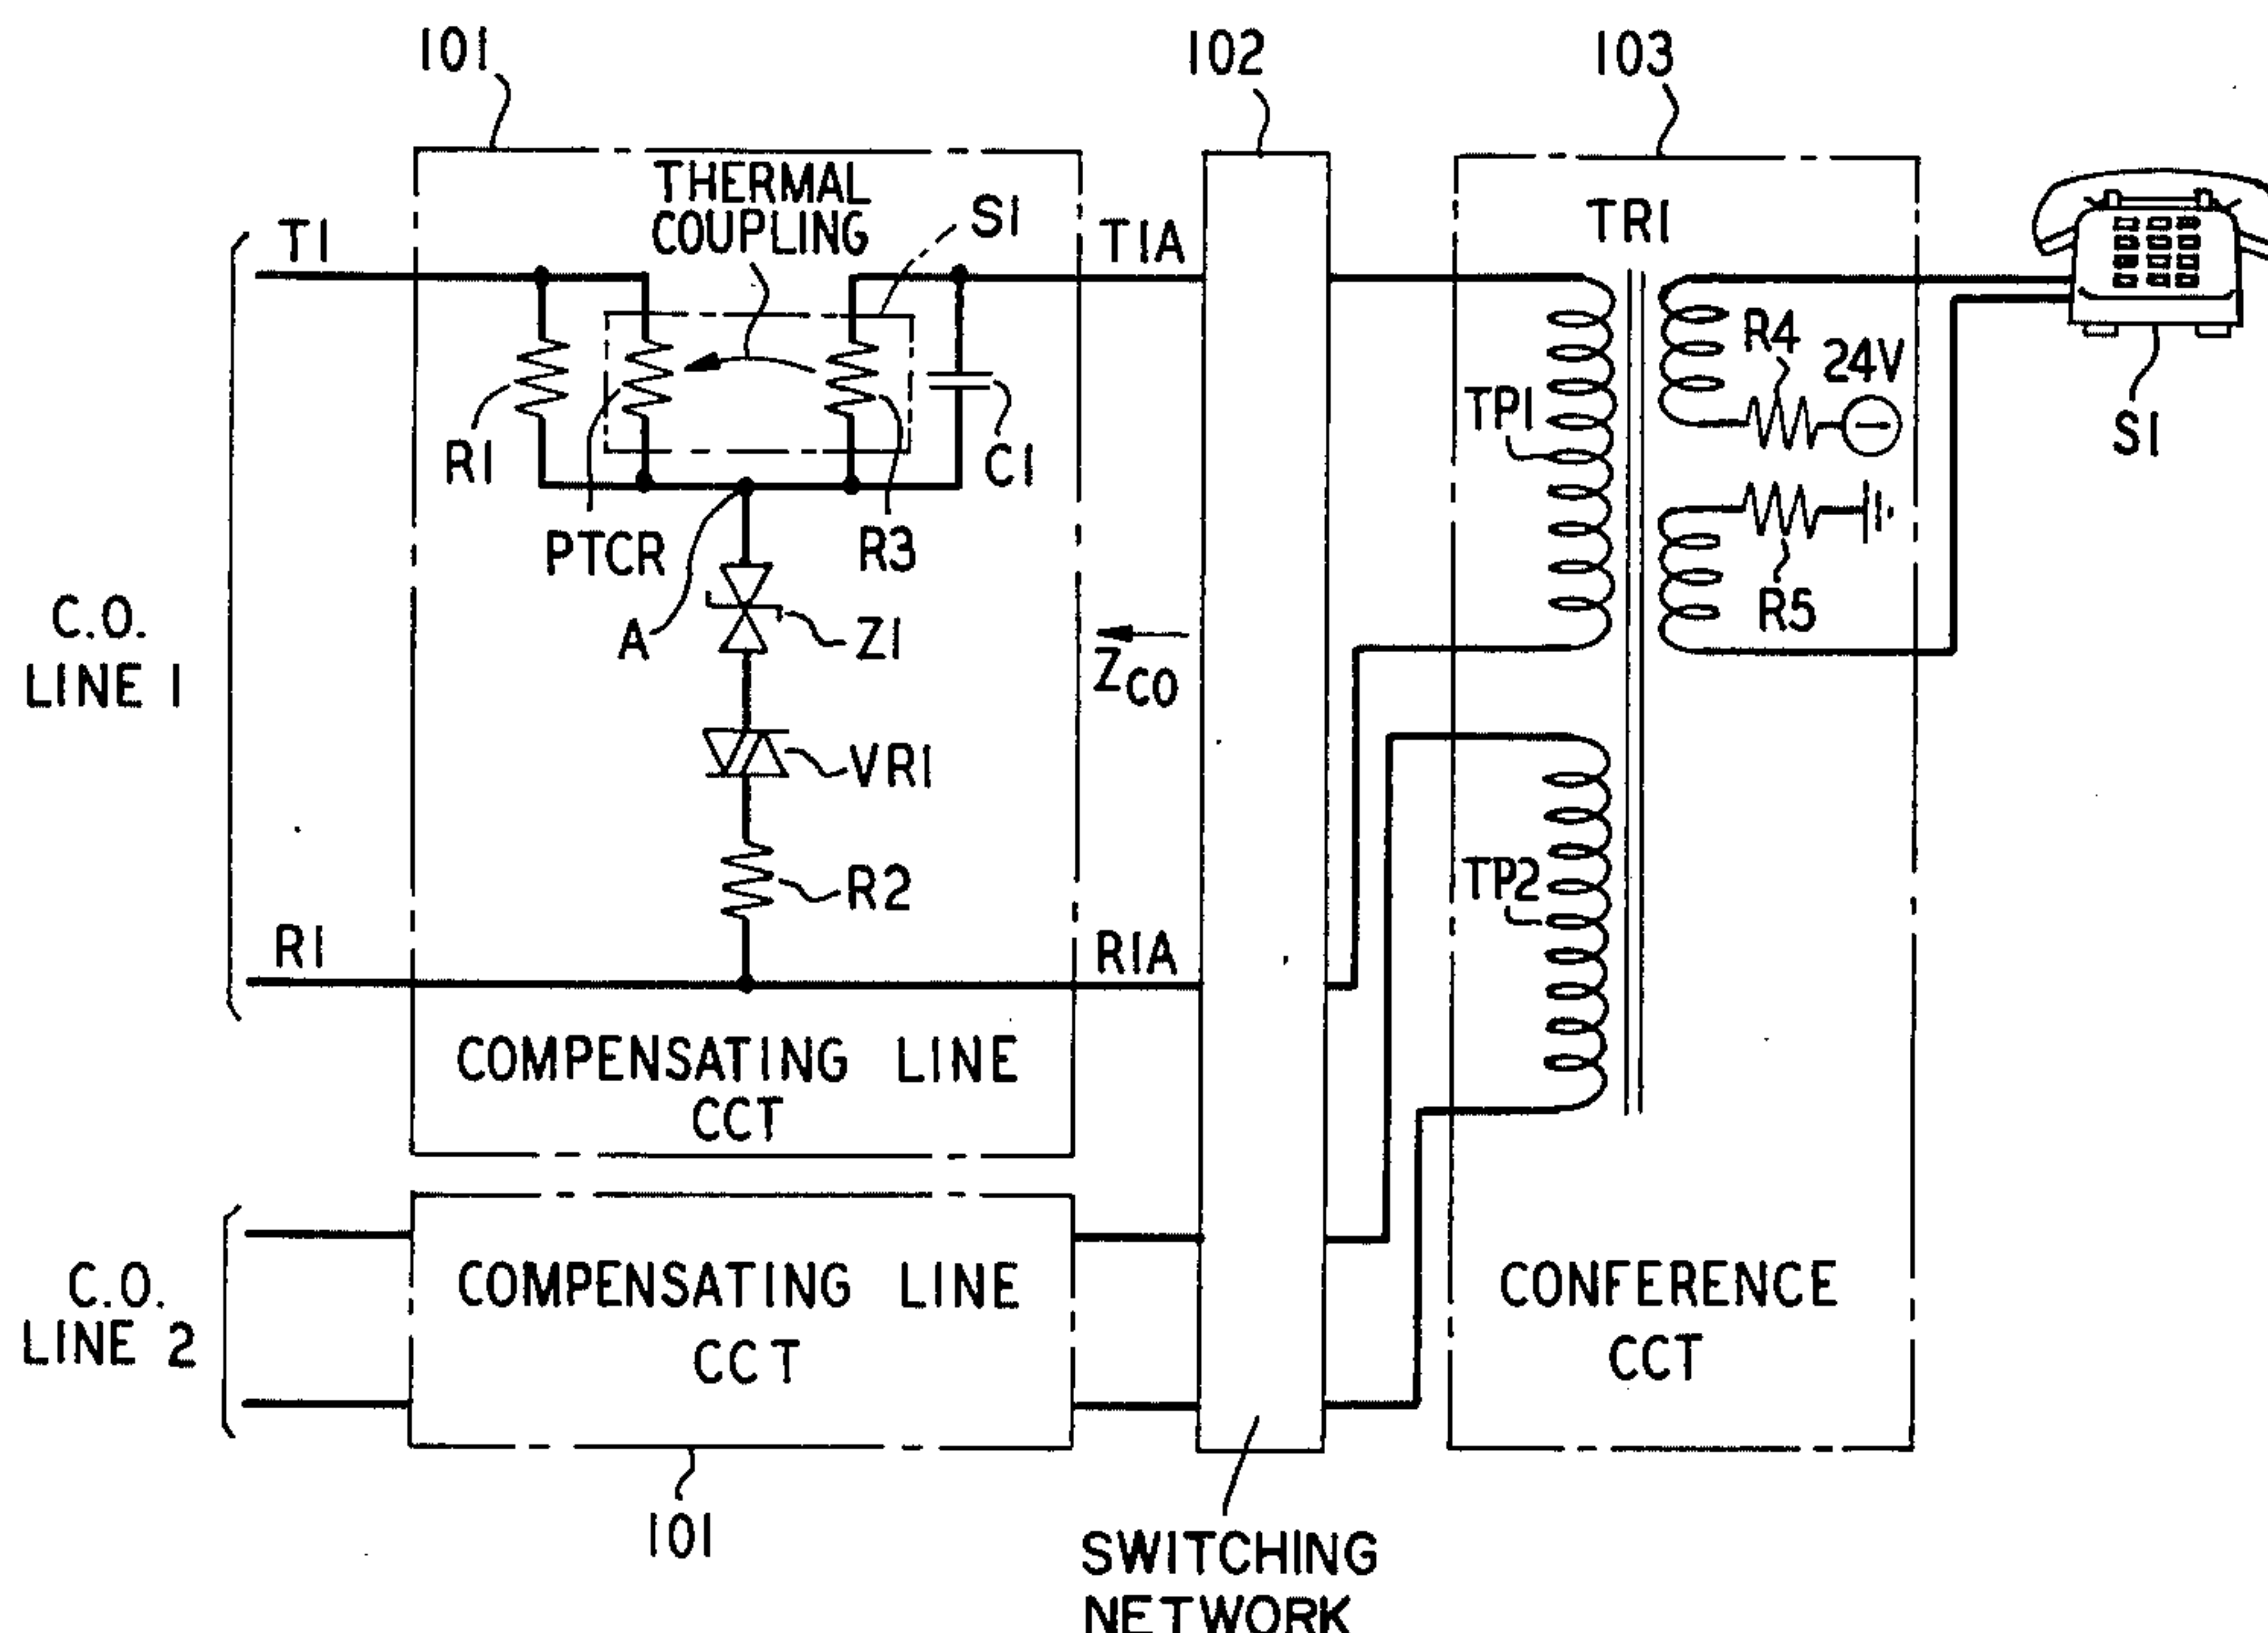 101
102
103
THERMAL
COUPLING
S1
T1
T1A
TR1
R4
24V
TP1
R1
C1
S1
PTCR
R3
A
Z1
R5
C.O.
LINE 1
ZCO
VR1
TP2
R2
R1
R1A
COMPENSATING LINE
CCT
C.O.
LINE 2
COMPENSATING LINE
CCT
CONFERENCE
CCT
101
SWITCHING
NETWORK